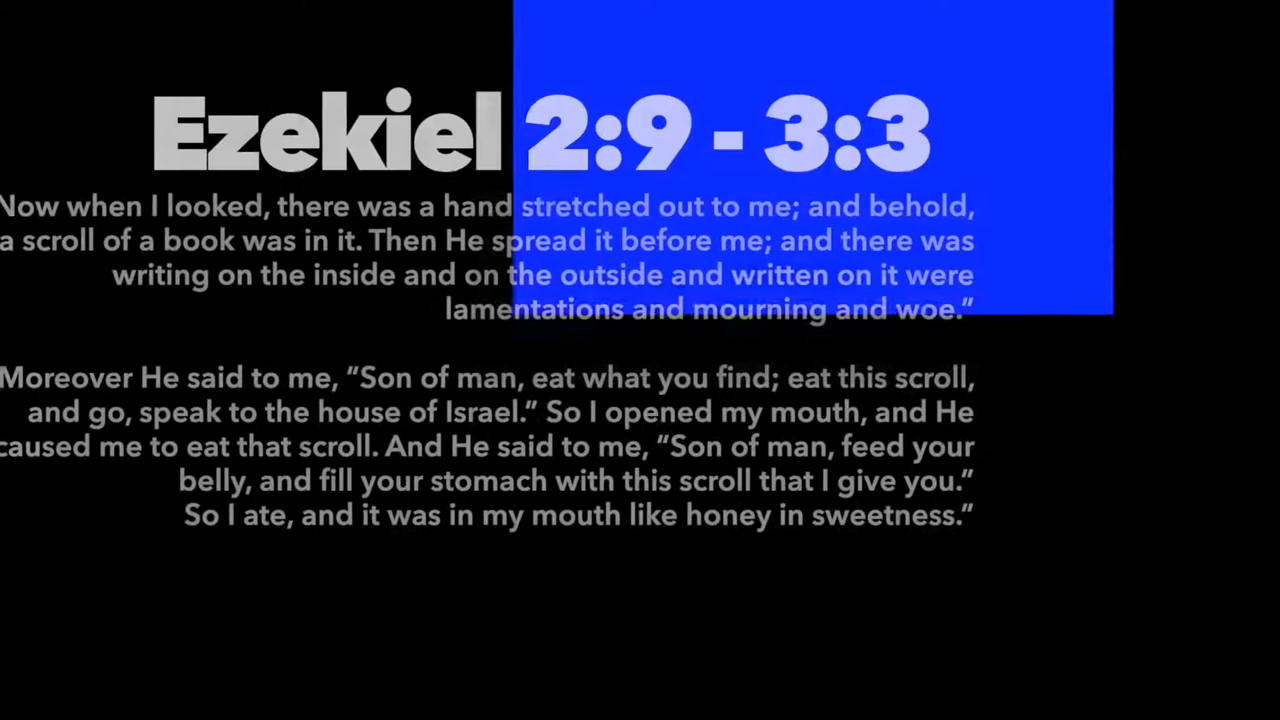 Ezekiel 2:9 - 3:3
Now when I looked, there was a hand stretched out to me; and behold,
a scroll of a book was in it. Then He spread it before me; and there was
writing on the inside and on the outside and written on it were
lamentations and mourning and woe.”
Moreover He said to me, “Son of man, eat what you find; eat this scroll,
and go, speak to the house of Israel.” So I opened my mouth, and He
caused me to eat that scroll. And He said to me, “Son of man, feed your
belly, and fill your stomach with this scroll that I give you.”
So I ate, and it was in my mouth like honey in sweetness.”